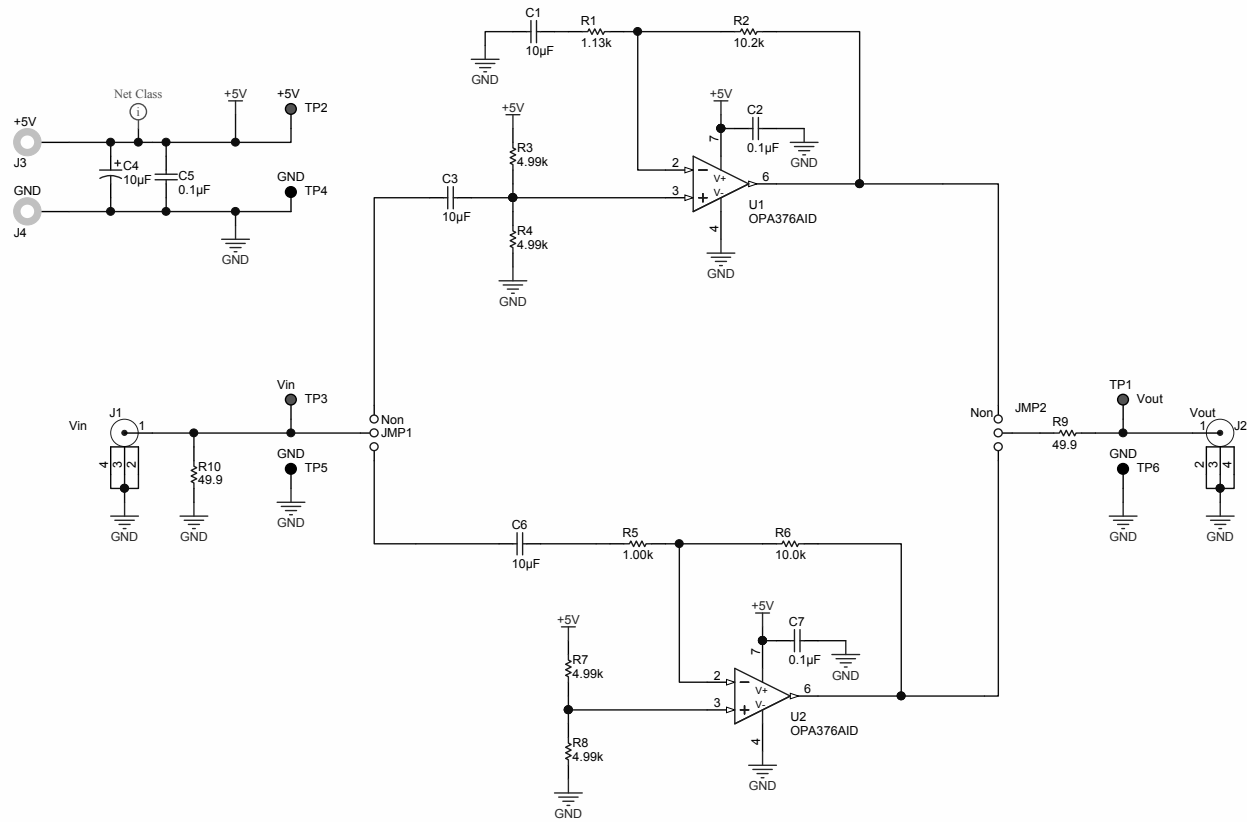 C1
10µF
R1
1.13k
R2
10.2k
GND
Net Class
i
+5V
+5V
TP2
+5V
J3
+
C4
10µF
C5
0.1µF
GND
TP4
GND
J4
GND
+5V
R3
4.99k
C3
10µF
R4
4.99k
GND
+5V
C2
0.1µF
GND
7
2
3
V+
V-
6
4
U1
OPA376AID
GND
Vin
J1
1
4
3
2
GND
R10
49.9
GND
Vin
TP3
GND
TP5
GND
Non
JMP1
Non
JMP2
R9
49.9
TP1
Vout
GND
TP6
GND
Vout
1
J2
2
3
4
GND
C6
10µF
R5
1.00k
R6
10.0k
+5V
R7
4.99k
R8
4.99k
GND
+5V
C7
0.1µF
GND
7
2
3
V+
V-
6
4
U2
OPA376AID
GND